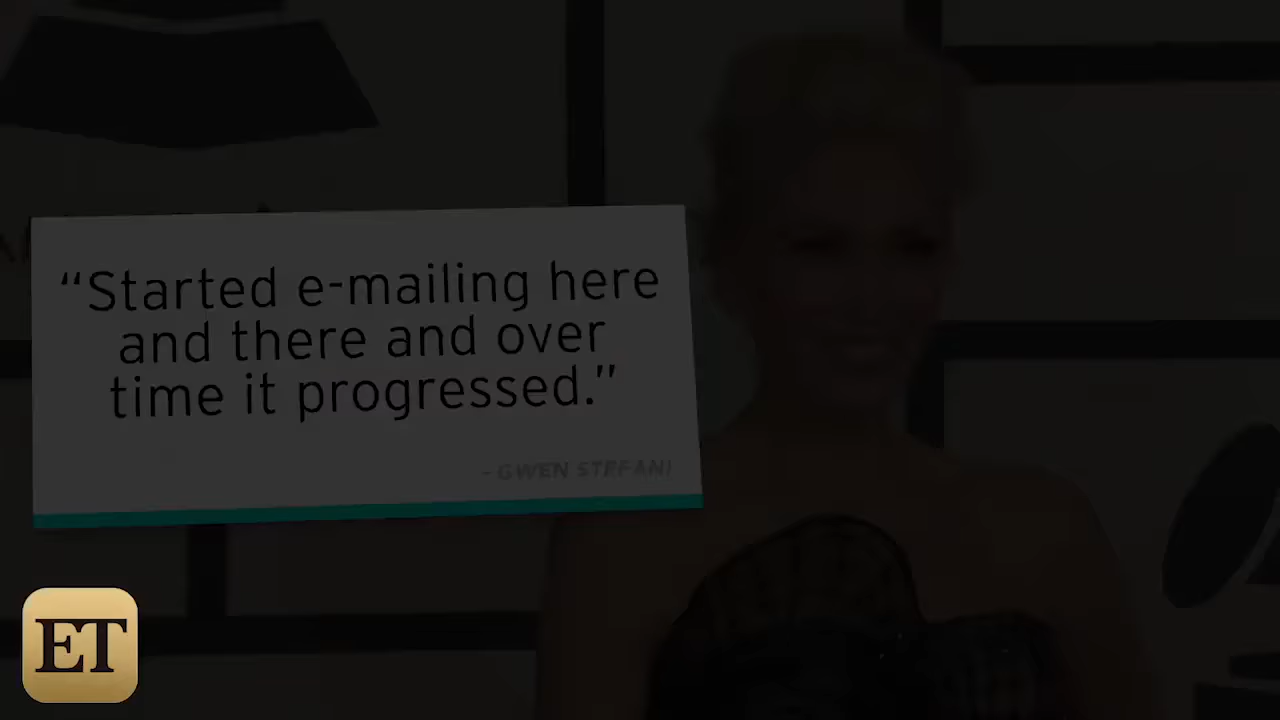 “Started e-mailing here
and there and over
time it progressed.”
- GWEN STEFANI
ET